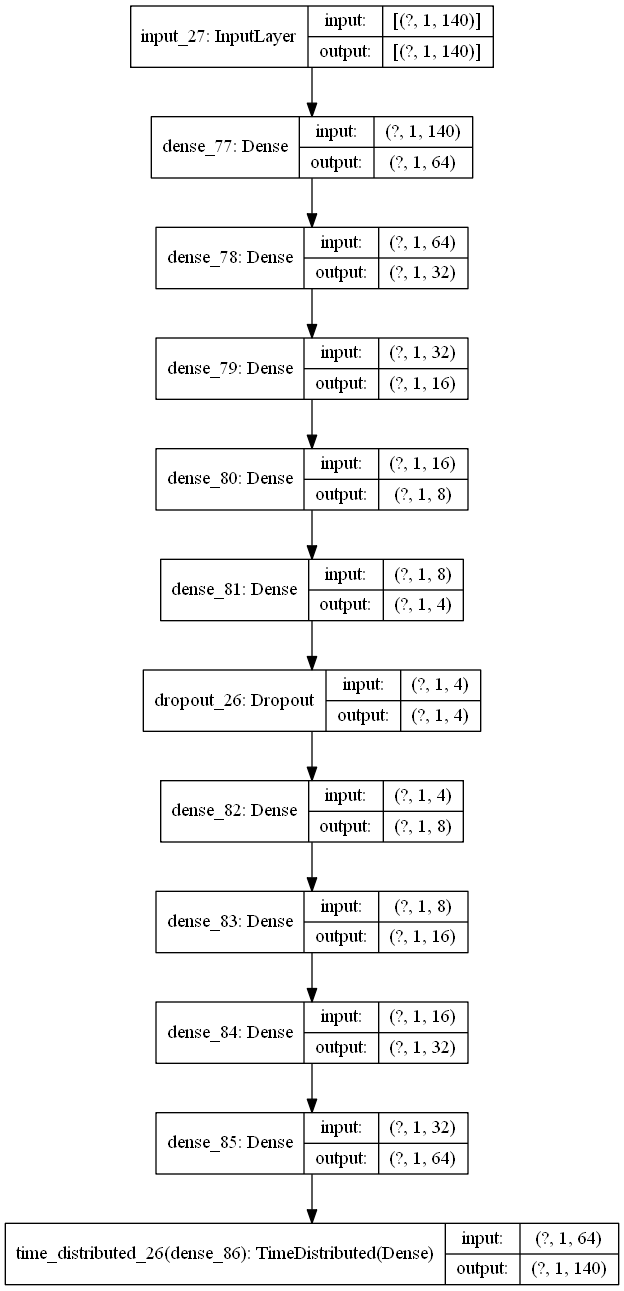 input_27: InputLayer
input: [(?, 1, 140)]
output: [(?, 1, 140)]
dense_77: Dense
input: (?, 1, 140)
output: (?, 1, 64)
dense_78: Dense
input: (?, 1, 64)
output: (?, 1, 32)
dense_79: Dense
input: (?, 1, 32)
output: (?, 1, 16)
dense_80: Dense
input: (?, 1, 16)
output: (?, 1, 8)
dense_81: Dense
input: (?, 1, 8)
output: (?, 1, 4)
dropout_26: Dropout
input: (?, 1, 4)
output: (?, 1, 4)
dense_82: Dense
input: (?, 1, 4)
output: (?, 1, 8)
dense_83: Dense
input: (?, 1, 8)
output: (?, 1, 16)
dense_84: Dense
input: (?, 1, 16)
output: (?, 1, 32)
dense_85: Dense
input: (?, 1, 32)
output: (?, 1, 64)
time_distributed_26(dense_86): TimeDistributed(Dense)
input: (?, 1, 64)
output: (?, 1, 140)